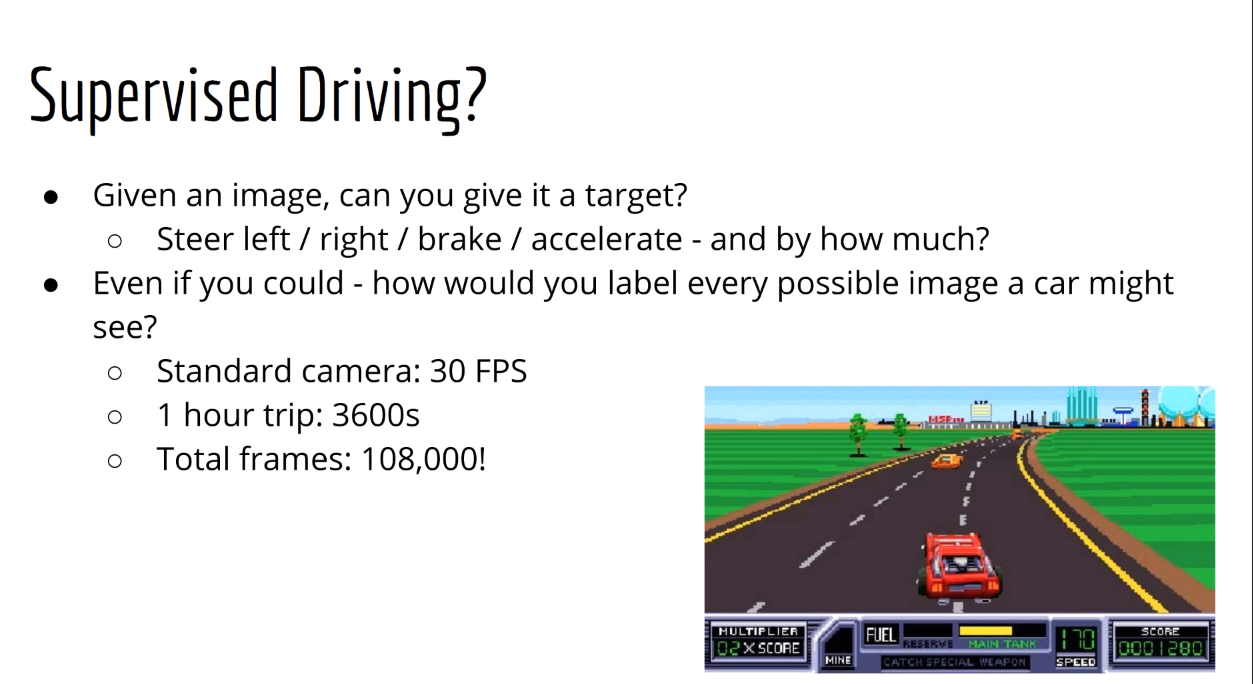 Supervised Driving?
● Given an image, can you give it a target?
○ Steer left / right / brake / accelerate - and by how much?
● Even if you could - how would you label every possible image a car might
see?
○ Standard camera: 30 FPS
○ 1 hour trip: 3600s
○ Total frames: 108,000!
MULTIPLIER
02 X SCORE
MINE
FUEL
RESERVE
MAIN TANK
CATCH SPECIAL WEAPON
170
SPEED
SCORE
0001280